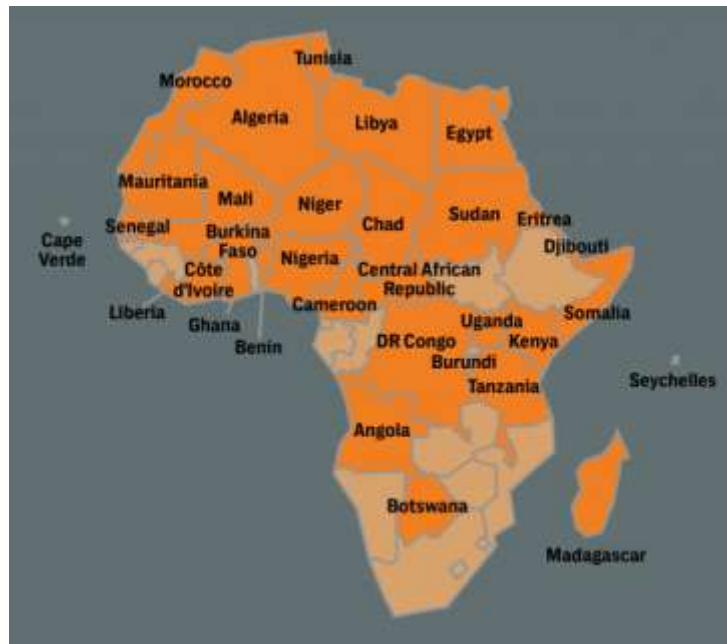 Tunisia
Morocco
Algeria
Libya
Egypt
Mauritania
Mali
Niger
Chad
Sudan
Eritrea
Senegal
Cape
Verde
Burkina
Faso
Djibouti
Nigeria
Central African
Republic
Côte
d'Ivoire
Liberia
Ghana
Benin
Cameroon
Somalia
Uganda
Kenya
DR Congo
Burundi
Tanzania
Seychelles
Angola
Botswana
Madagascar